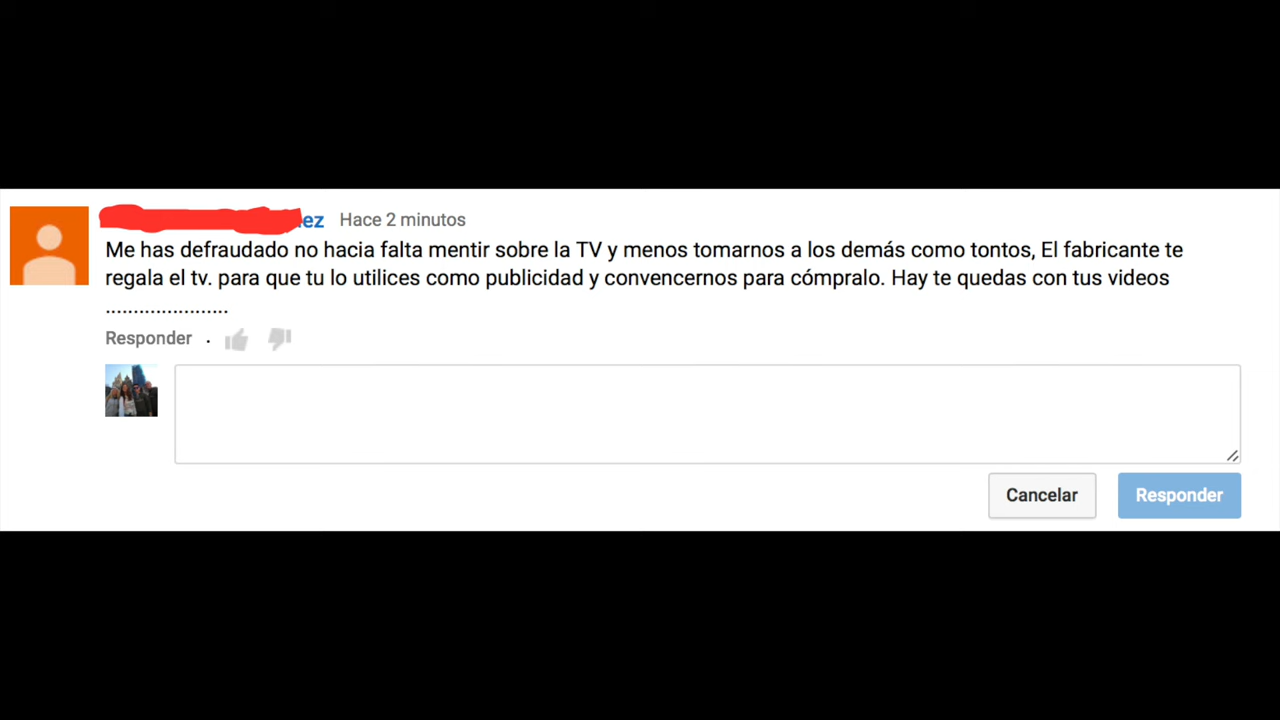 ez Hace 2 minutos
Me has defraudado no hacia falta mentir sobre la TV y menos tomarnos a los demás como tontos, El fabricante te
regala el tv. para que tu lo utilices como publicidad y convencernos para cómpralo. Hay te quedas con tus videos
......................
Responder .
Cancelar Responder